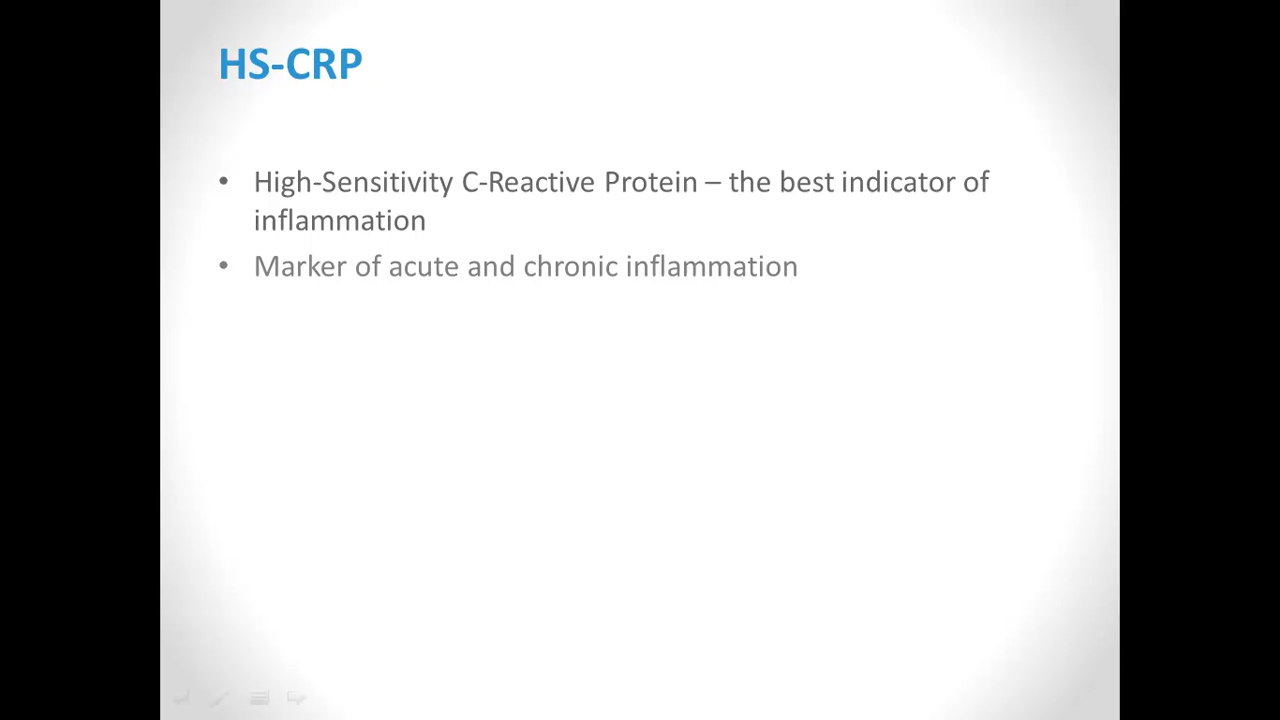 HS-CRP
• High-Sensitivity C-Reactive Protein – the best indicator of
inflammation
• Marker of acute and chronic inflammation